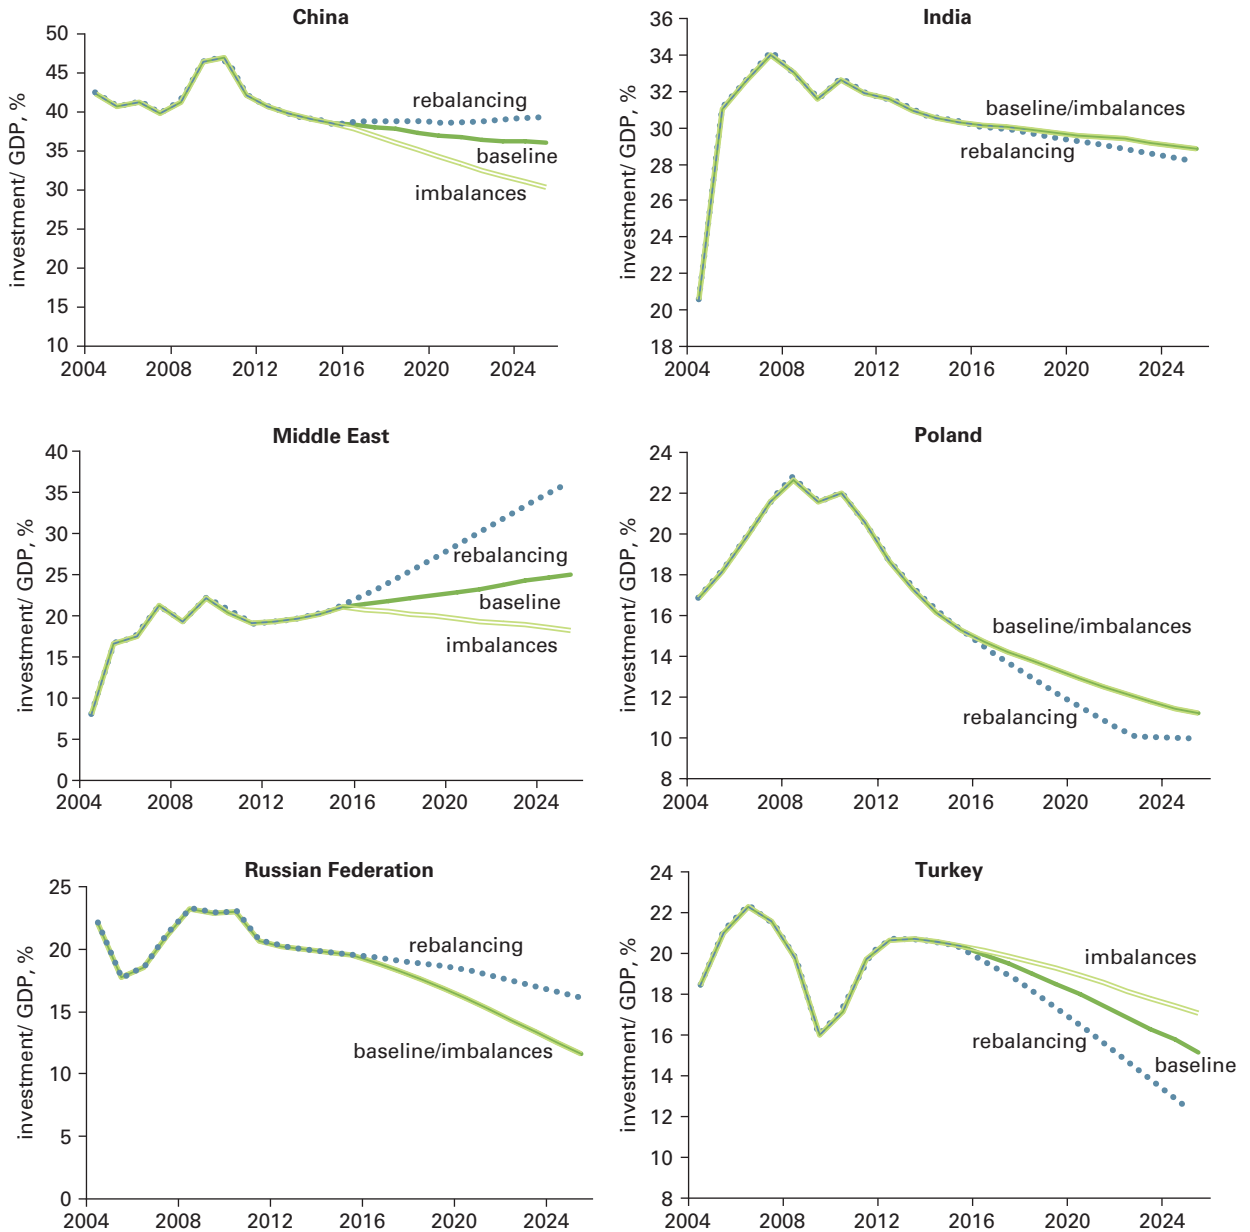 China
investment/ GDP, %
50
45
40
35
30
25
20
15
10
rebalancing
baseline
imbalances
2004 2008 2012 2016 2020 2024
India
investment/ GDP, %
36
34
32
30
28
26
24
22
20
18
baseline/imbalances
rebalancing
2004 2008 2012 2016 2020 2024
Middle East
investment/ GDP, %
40
35
30
25
20
15
10
5
0
rebalancing
baseline
imbalances
2004 2008 2012 2016 2020 2024
Poland
investment/ GDP, %
24
22
20
18
16
14
12
10
8
baseline/imbalances
rebalancing
2004 2008 2012 2016 2020 2024
Russian Federation
investment/ GDP, %
25
20
15
10
5
0
rebalancing
baseline/imbalances
2004 2008 2012 2016 2020 2024
Turkey
investment/ GDP, %
24
22
20
18
16
14
12
10
8
imbalances
rebalancing
baseline
2004 2008 2012 2016 2020 2024